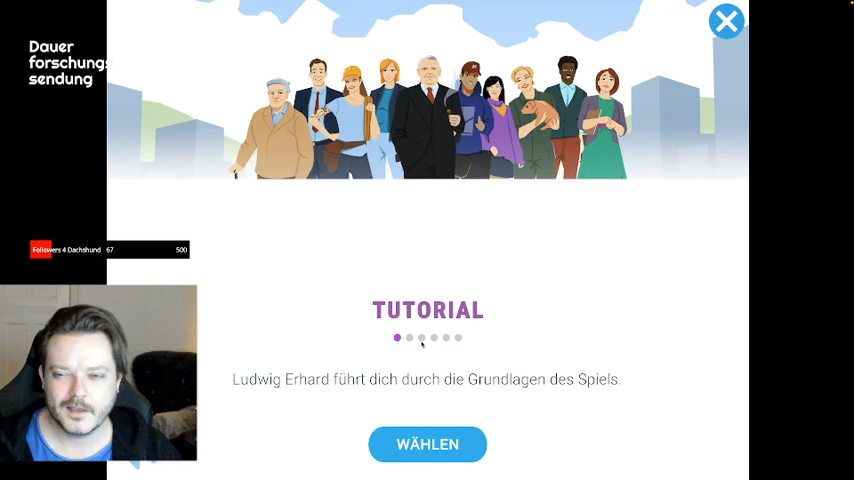 Dauer
forschungs
sendung
Followers 4 Dachshund 67 500
TUTORIAL
Ludwig Erhard führt dich durch die Grundlagen des Spiels.
WÄHLEN